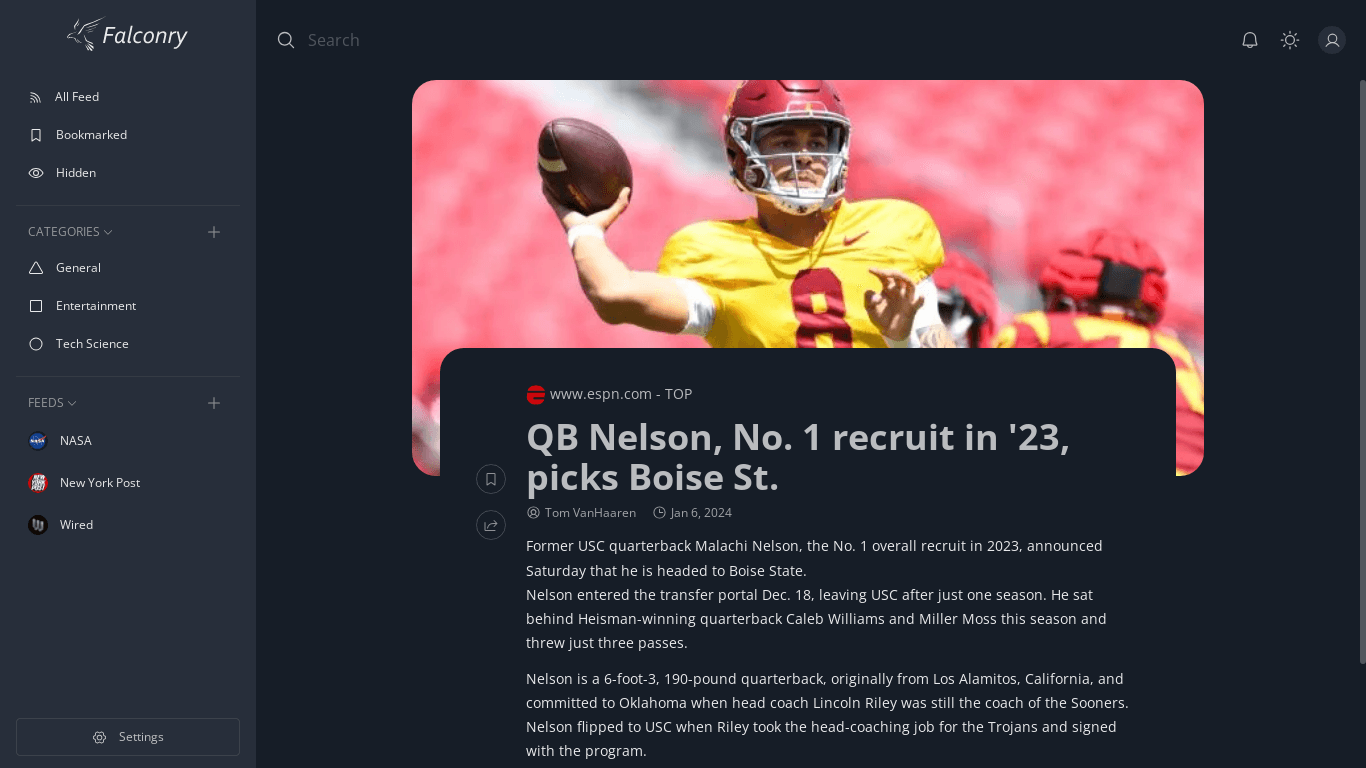 Falconry
Search
All Feed
Bookmarked
Hidden
CATEGORIES
General
Entertainment
Tech Science
FEEDS
NASA
New York Post
Wired
Settings
www.espn.com - TOP
QB Nelson, No. 1 recruit in '23,
picks Boise St.
Tom VanHaaren Jan 6, 2024
Former USC quarterback Malachi Nelson, the No. 1 overall recruit in 2023, announced
Saturday that he is headed to Boise State.
Nelson entered the transfer portal Dec. 18, leaving USC after just one season. He sat
behind Heisman-winning quarterback Caleb Williams and Miller Moss this season and
threw just three passes.
Nelson is a 6-foot-3, 190-pound quarterback, originally from Los Alamitos, California, and
committed to Oklahoma when head coach Lincoln Riley was still the coach of the Sooners.
Nelson flipped to USC when Riley took the head-coaching job for the Trojans and signed
with the program.